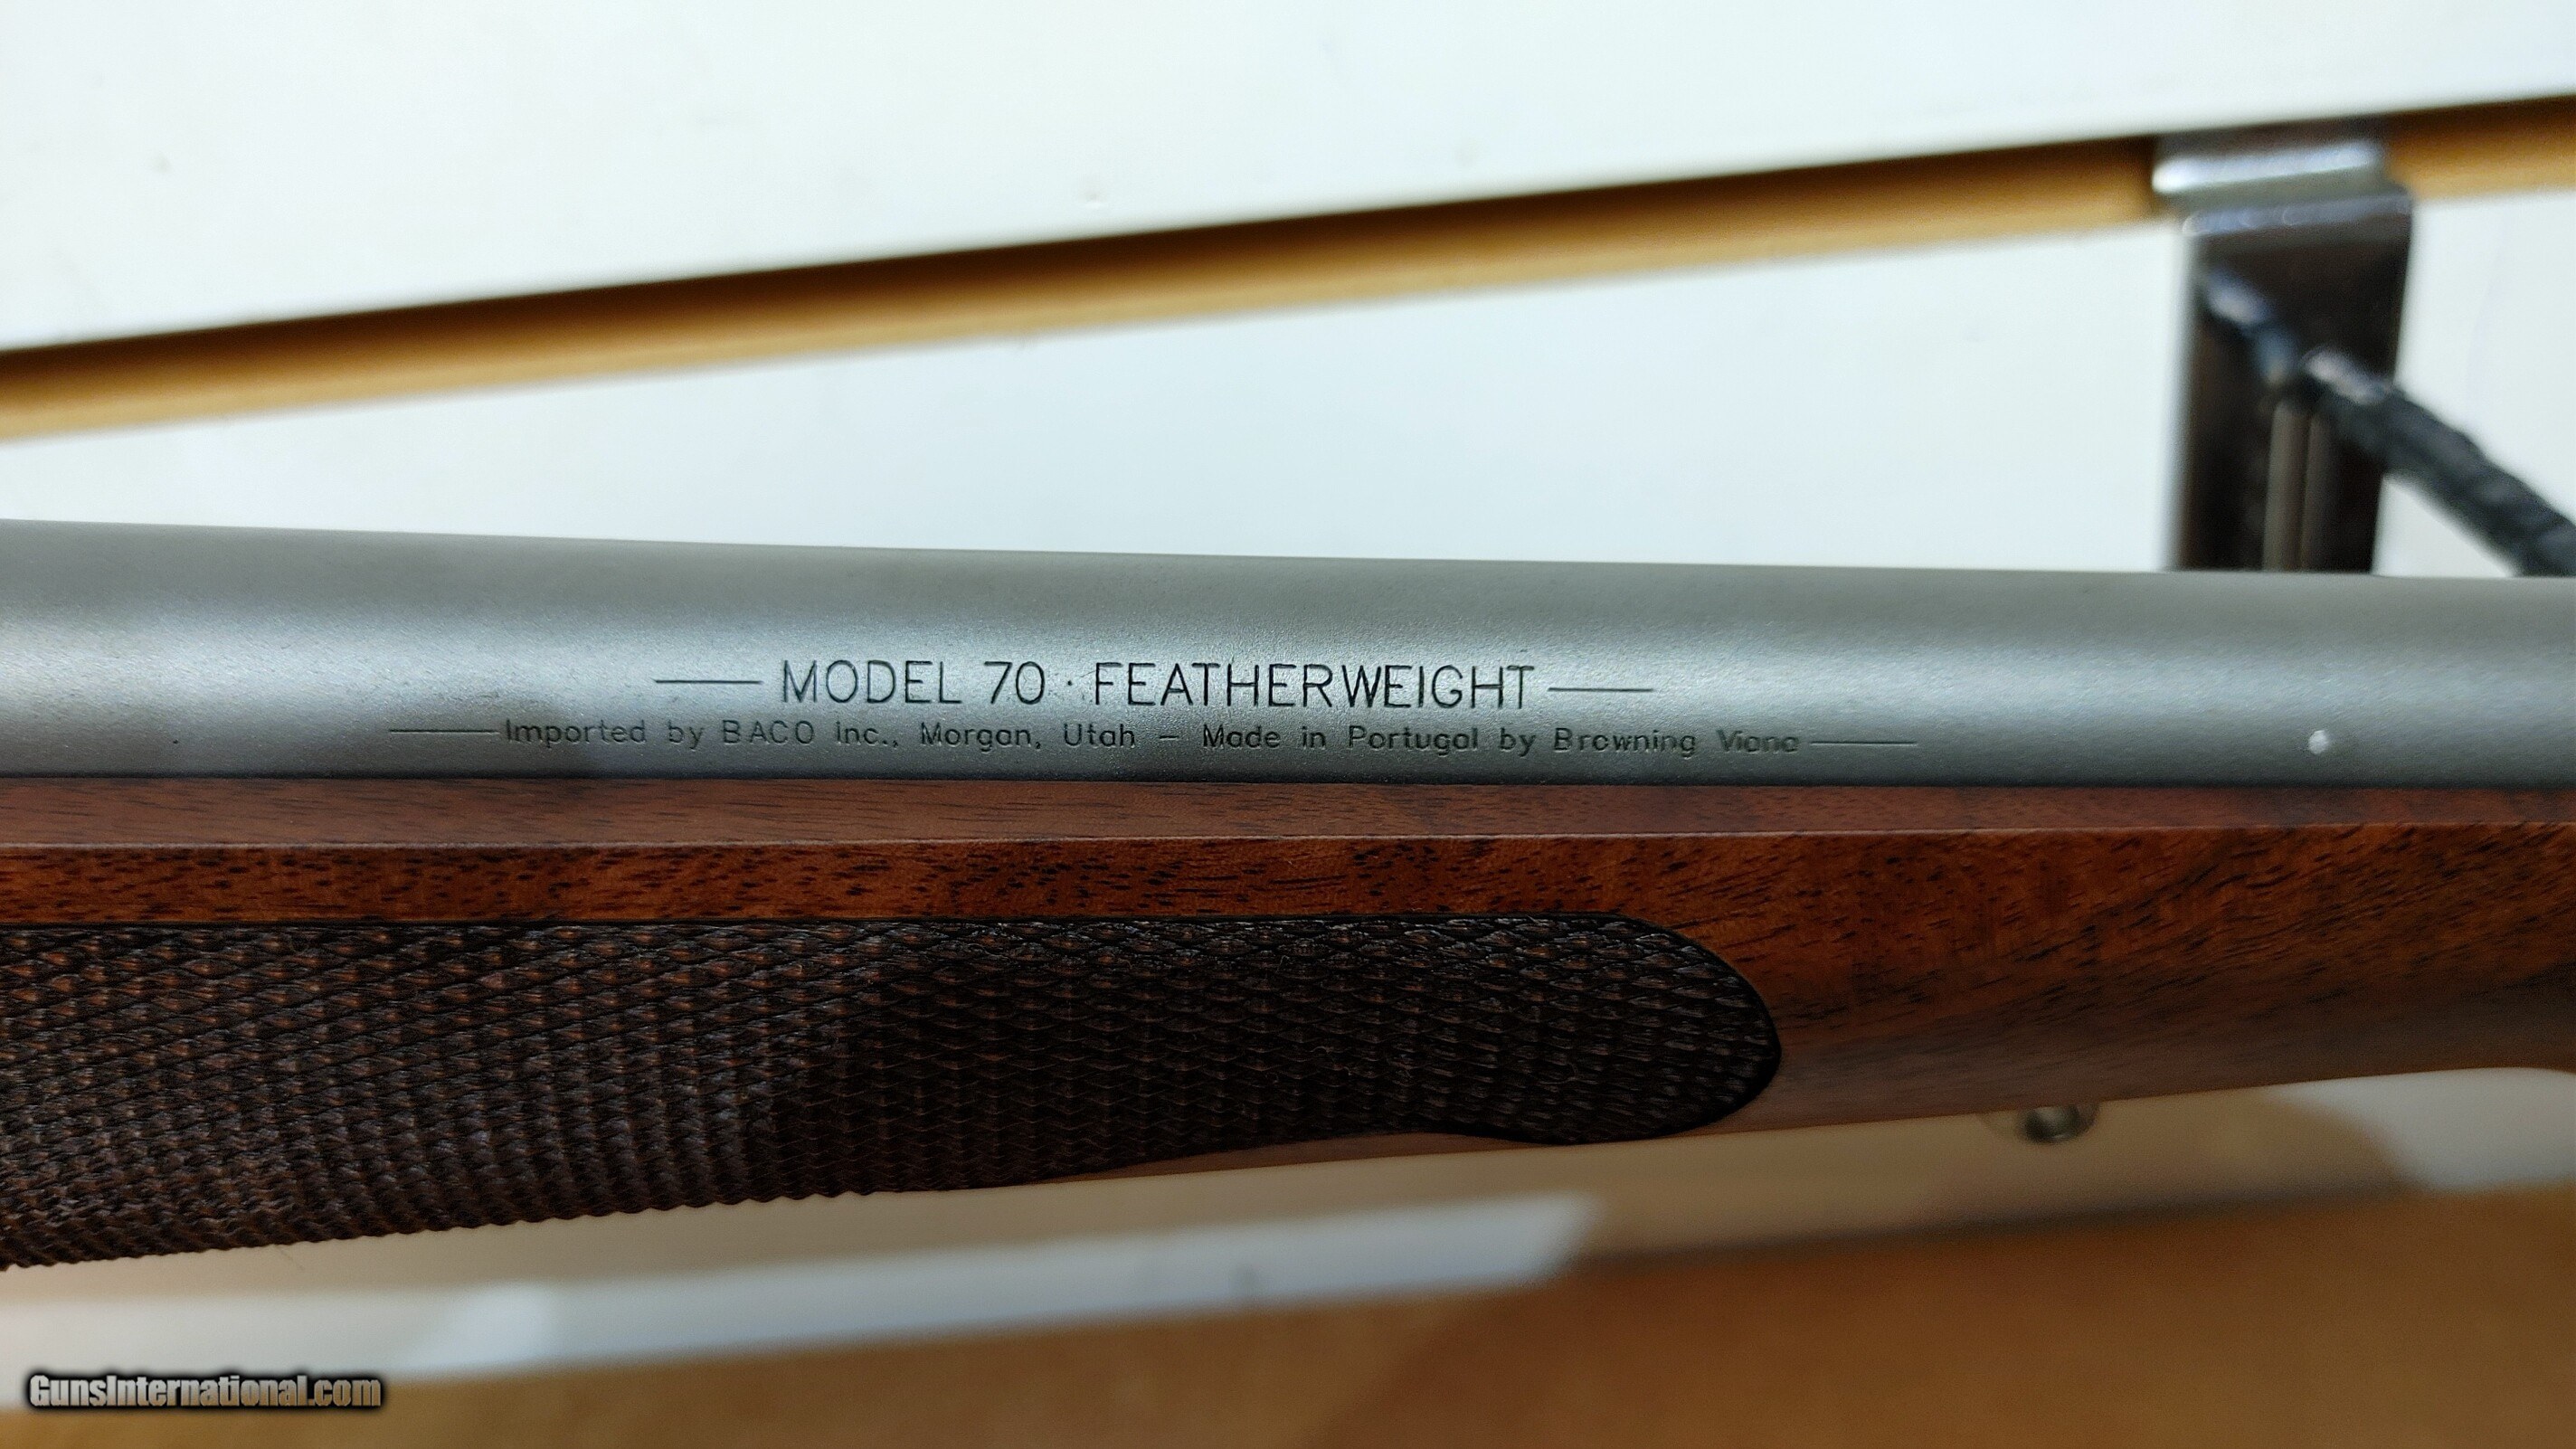 MODEL 70 · FEATHERWEIGHT
Imported by BACO Inc., Morgan, Utah – Made in Portugal by Browning Viana
GunsInternational.com